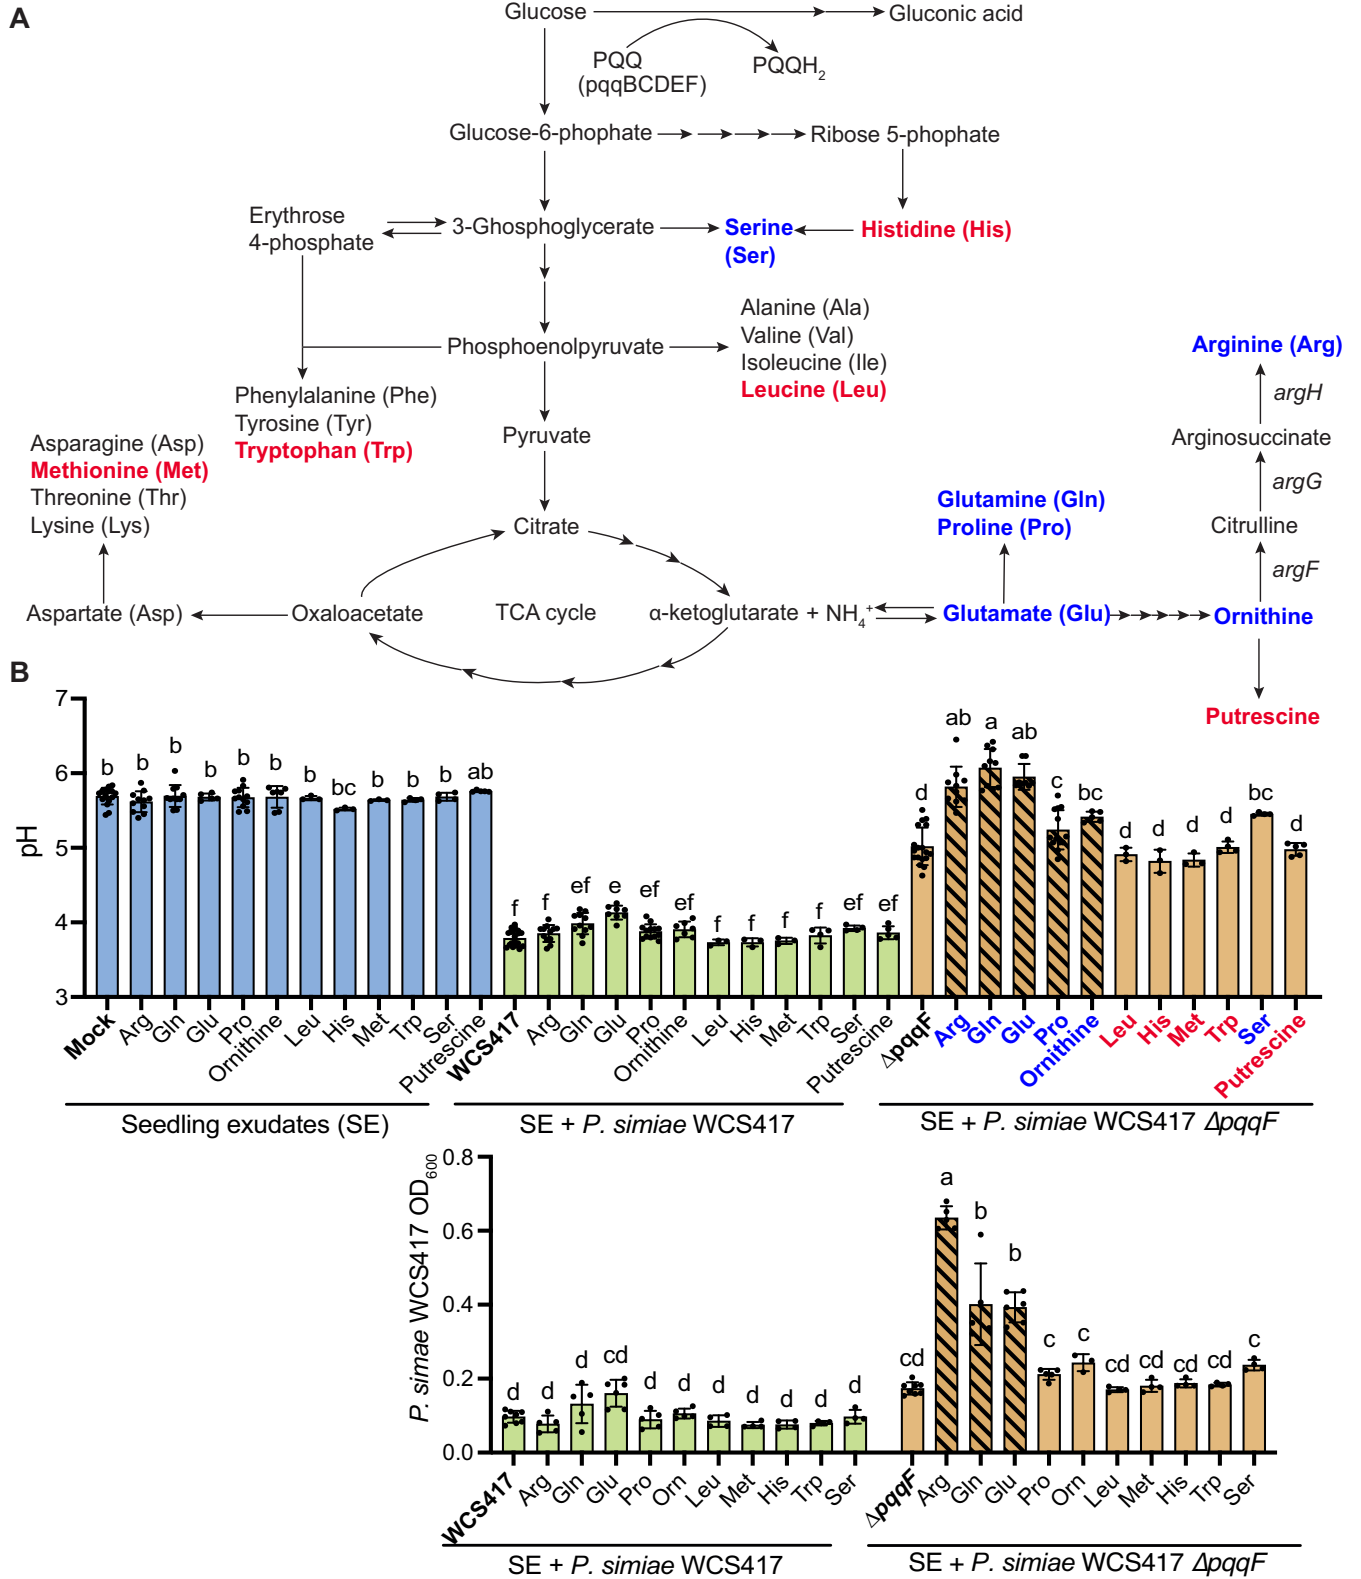 A
Glucose
Gluconic acid
PQQ
(pqqBCDEF)
PQQH2
Glucose-6-phophate
Ribose 5-phophate
Erythrose
4-phosphate
3-Ghosphoglycerate
Serine
(Ser)
Histidine (His)
Alanine (Ala)
Valine (Val)
Isoleucine (Ile)
Leucine (Leu)
Phosphoenolpyruvate
Arginine (Arg)
argH
Phenylalanine (Phe)
Tyrosine (Tyr)
Tryptophan (Trp)
Pyruvate
Arginosuccinate
argG
Asparagine (Asp)
Methionine (Met)
Threonine (Thr)
Lysine (Lys)
Glutamine (Gln)
Proline (Pro)
Citrate
Citrulline
argF
Aspartate (Asp)
Oxaloacetate
TCA cycle
α-ketoglutarate + NH4+
Glutamate (Glu)
Ornithine
Putrescine
B
pH
7
6
5
4
3
b b b b b b b bc b b b ab
f f ef e ef ef f f f f ef ef
d ab a ab c bc d d d d bc d
Mock Arg Gln Glu Pro Ornithine Leu His Met Trp Ser Putrescine
WCS417 Arg Gln Glu Pro Ornithine Leu His Met Trp Ser Putrescine
ΔpqqF Arg Gln Glu Pro Ornithine Leu His Met Trp Ser Putrescine
Seedling exudates (SE)
SE + P. simiae WCS417
SE + P. simiae WCS417 ΔpqqF
P. simae WCS417 OD600
0.8
0.6
0.4
0.2
0.0
d d d cd d d d d d d d
cd a b b c c cd cd cd cd c
WCS417 Arg Gln Glu Pro Orn Leu Met His Trp Ser
ΔpqqF Arg Gln Glu Pro Orn Leu Met His Trp Ser
SE + P. simiae WCS417
SE + P. simiae WCS417 ΔpqqF